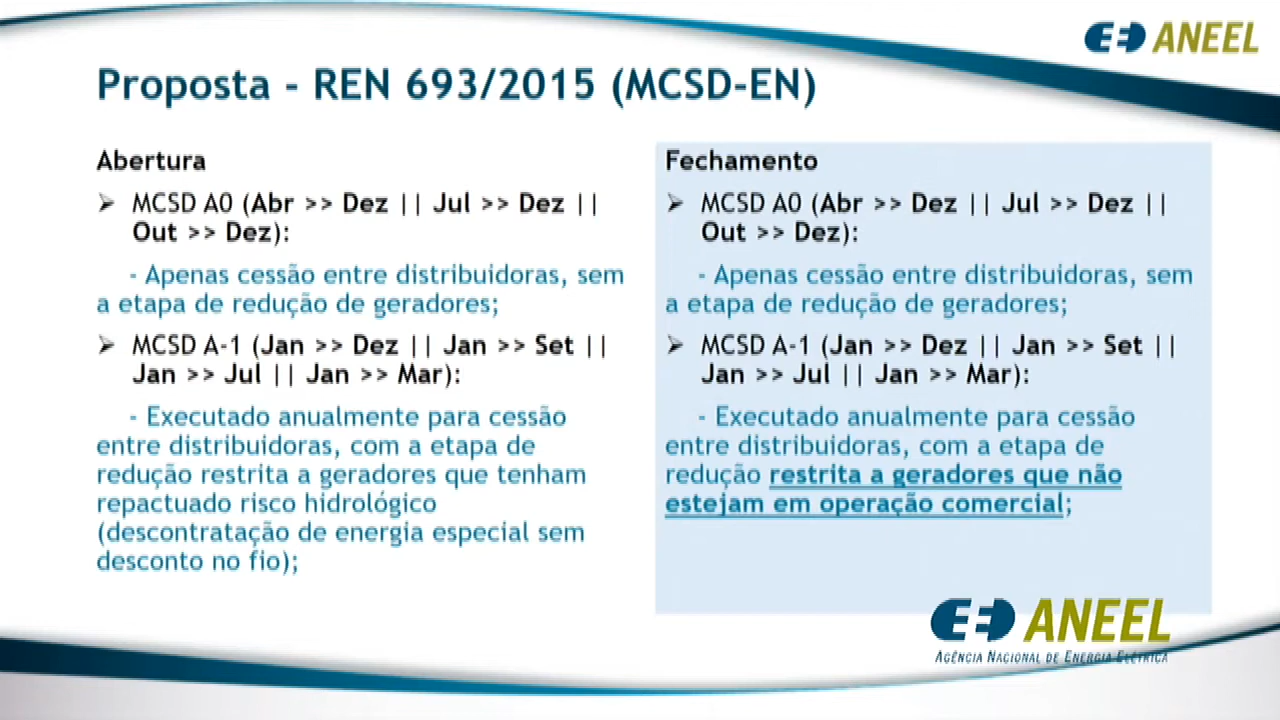 ANEEL
Proposta - REN 693/2015 (MCSD-EN)
Abertura
➢ MCSD A0 (Abr >> Dez || Jul >> Dez ||
Out >> Dez):
- Apenas cessão entre distribuidoras, sem
a etapa de redução de geradores;
➢ MCSD A-1 (Jan >> Dez || Jan >> Set ||
Jan >> Jul || Jan >> Mar):
- Executado anualmente para cessão
entre distribuidoras, com a etapa de
redução restrita a geradores que tenham
repactuado risco hidrológico
(descontratação de energia especial sem
desconto no fio);
Fechamento
➢ MCSD A0 (Abr >> Dez || Jul >> Dez ||
Out >> Dez):
- Apenas cessão entre distribuidoras, sem
a etapa de redução de geradores;
➢ MCSD A-1 (Jan >> Dez || Jan >> Set ||
Jan >> Jul || Jan >> Mar):
- Executado anualmente para cessão
entre distribuidoras, com a etapa de
redução restrita a geradores que não
estejam em operação comercial;
ANEEL
AGÊNCIA NACIONAL DE ENERGIA ELÉTRICA